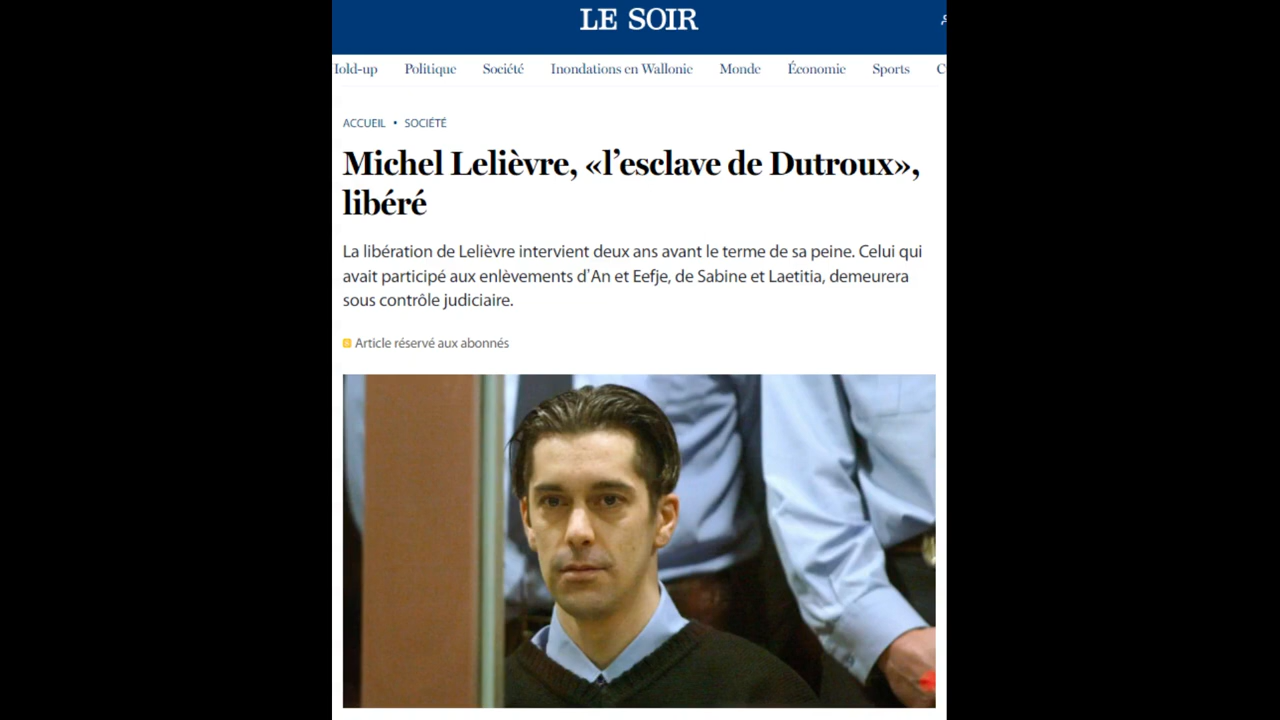 LE SOIR
Hold-up Politique Société Inondations en Wallonie Monde Économie Sports
ACCUEIL • SOCIÉTÉ
Michel Lelièvre, «l’esclave de Dutroux»,
libéré
La libération de Lelièvre intervient deux ans avant le terme de sa peine. Celui qui
avait participé aux enlèvements d’An et Eefje, de Sabine et Laetitia, demeurera
sous contrôle judiciaire.
Article réservé aux abonnés